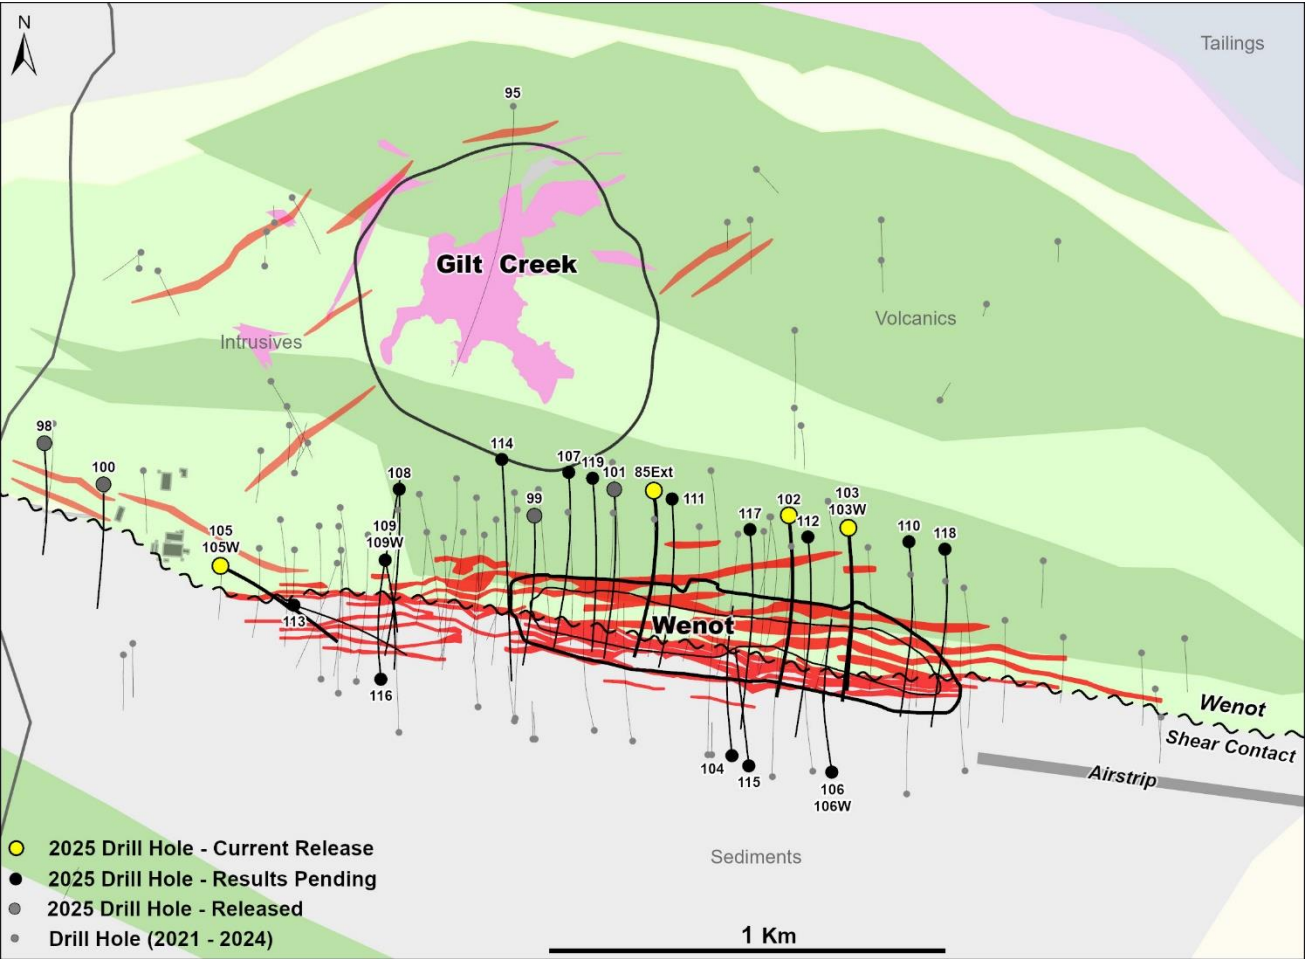 N
Tailings
95
Gilt Creek
Volcanics
Intrusives
98
100
114
107
119
101
85Ext
111
108
99
102
103
103W
117
112
110
118
109
109W
105
105W
113
Wenot
116
Wenot
Shear Contact
Airstrip
104
115
106
106W
Sediments
2025 Drill Hole - Current Release
2025 Drill Hole - Results Pending
2025 Drill Hole - Released
Drill Hole (2021 - 2024)
1 Km